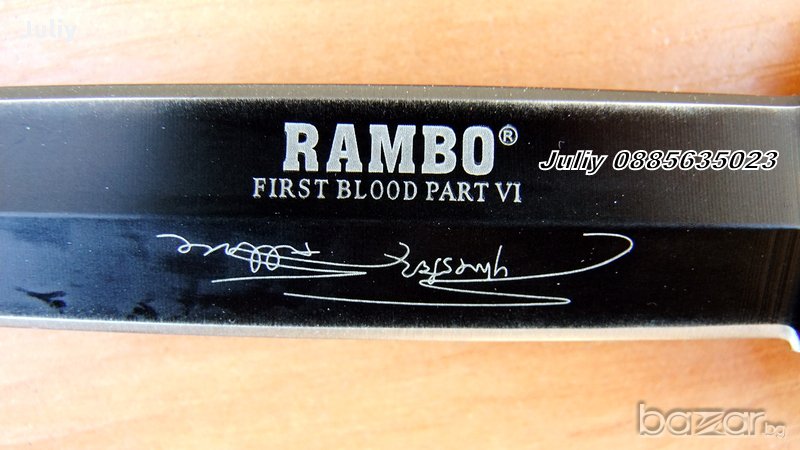 Juliy
RAMBO®
FIRST BLOOD PART VI
Juliy 0885635023
bazar.bg